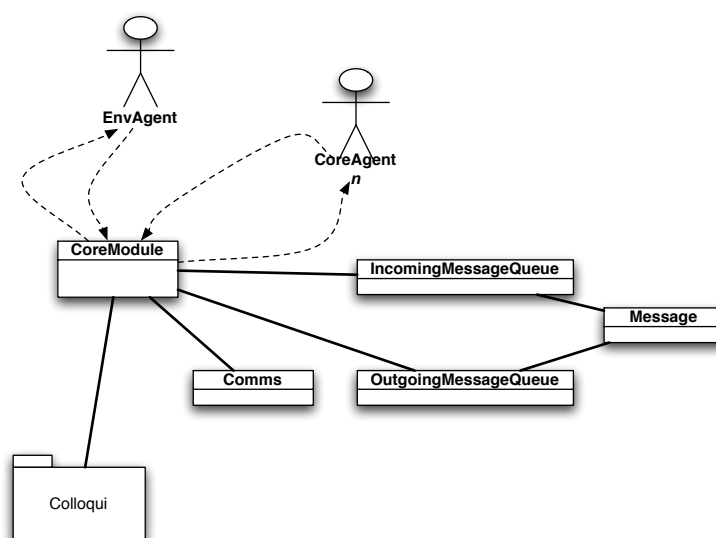 EnvAgent
CoreAgent
n
CoreModule
IncomingMessageQueue
Message
Comms
OutgoingMessageQueue
Colloqui